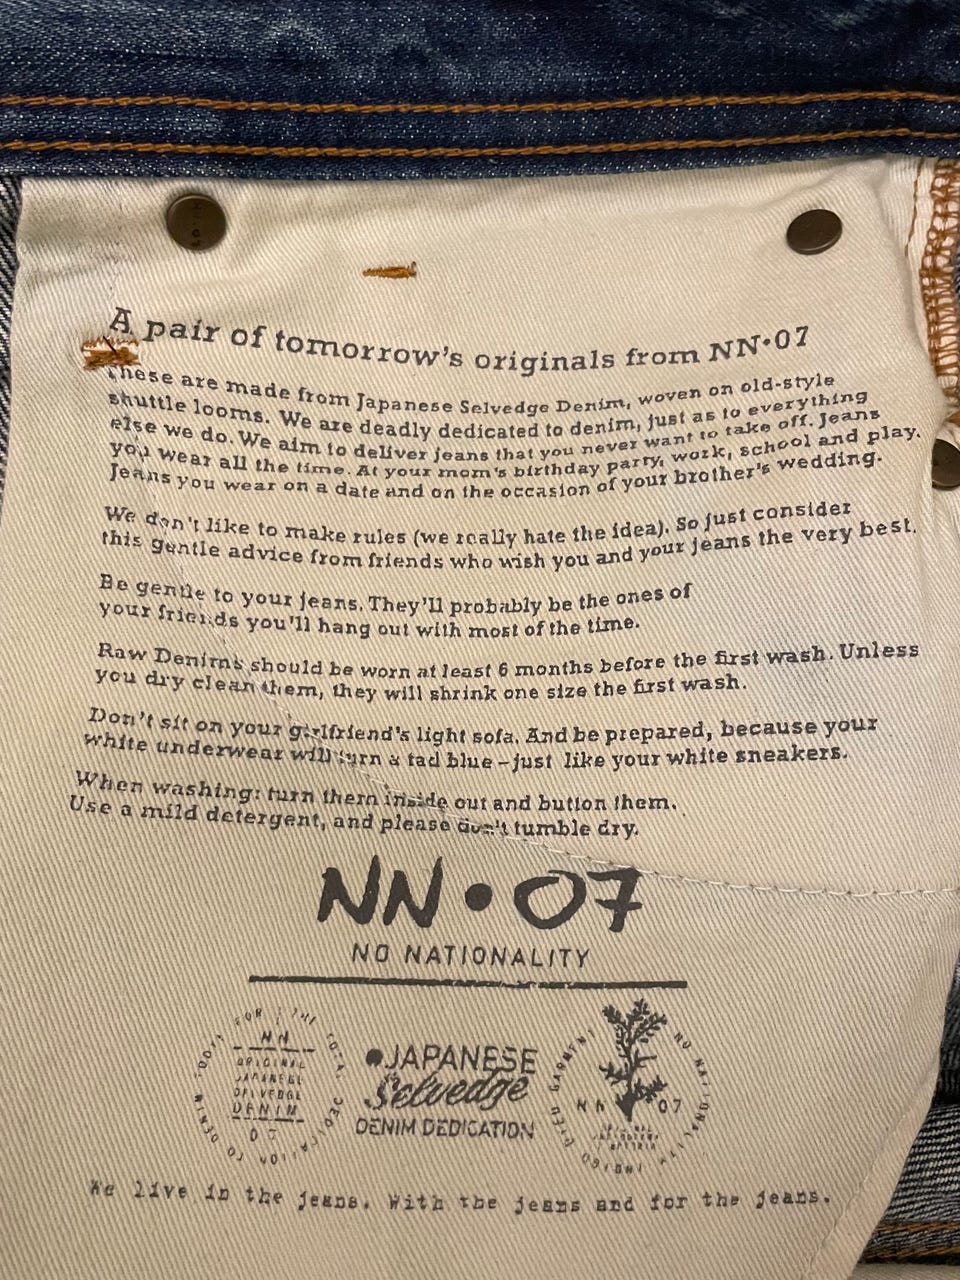 A pair of tomorrow's originals from NN•07
These are made from Japanese Selvedge Denim, woven on old-style
shuttle looms. We are deadly dedicated to denim, just as to everything
else we do. We aim to deliver jeans that you never want to take off. Jeans
you wear all the time. At your mom's birthday party, work, school and play.
Jeans you wear on a date and on the occasion of your brother's wedding.
We don't like to make rules (we really hate the idea). So just consider
this gentle advice from friends who wish you and your jeans the very best.
Be gentle to your jeans. They'll probably be the ones of
your friends you'll hang out with most of the time.
Raw Denims should be worn at least 6 months before the first wash. Unless
you dry clean them, they will shrink one size the first wash.
Don't sit on your girlfriend's light sofa. And be prepared, because your
white underwear will turn a tad blue – just like your white sneakers.
When washing: turn them inside out and button them.
Use a mild detergent, and please don't tumble dry.
NN•07
NO NATIONALITY
FOR THE TOTAL DEDICATION TO DENIM
NN
ORIGINAL
JAPANESE
SELVEDGE
DENIM
•JAPANESE
Selvedge
DENIM DEDICATION
NO NATIONALITY INDIGO DYED GARMENT
NN 07
We live in the jeans. With the jeans and for the jeans.